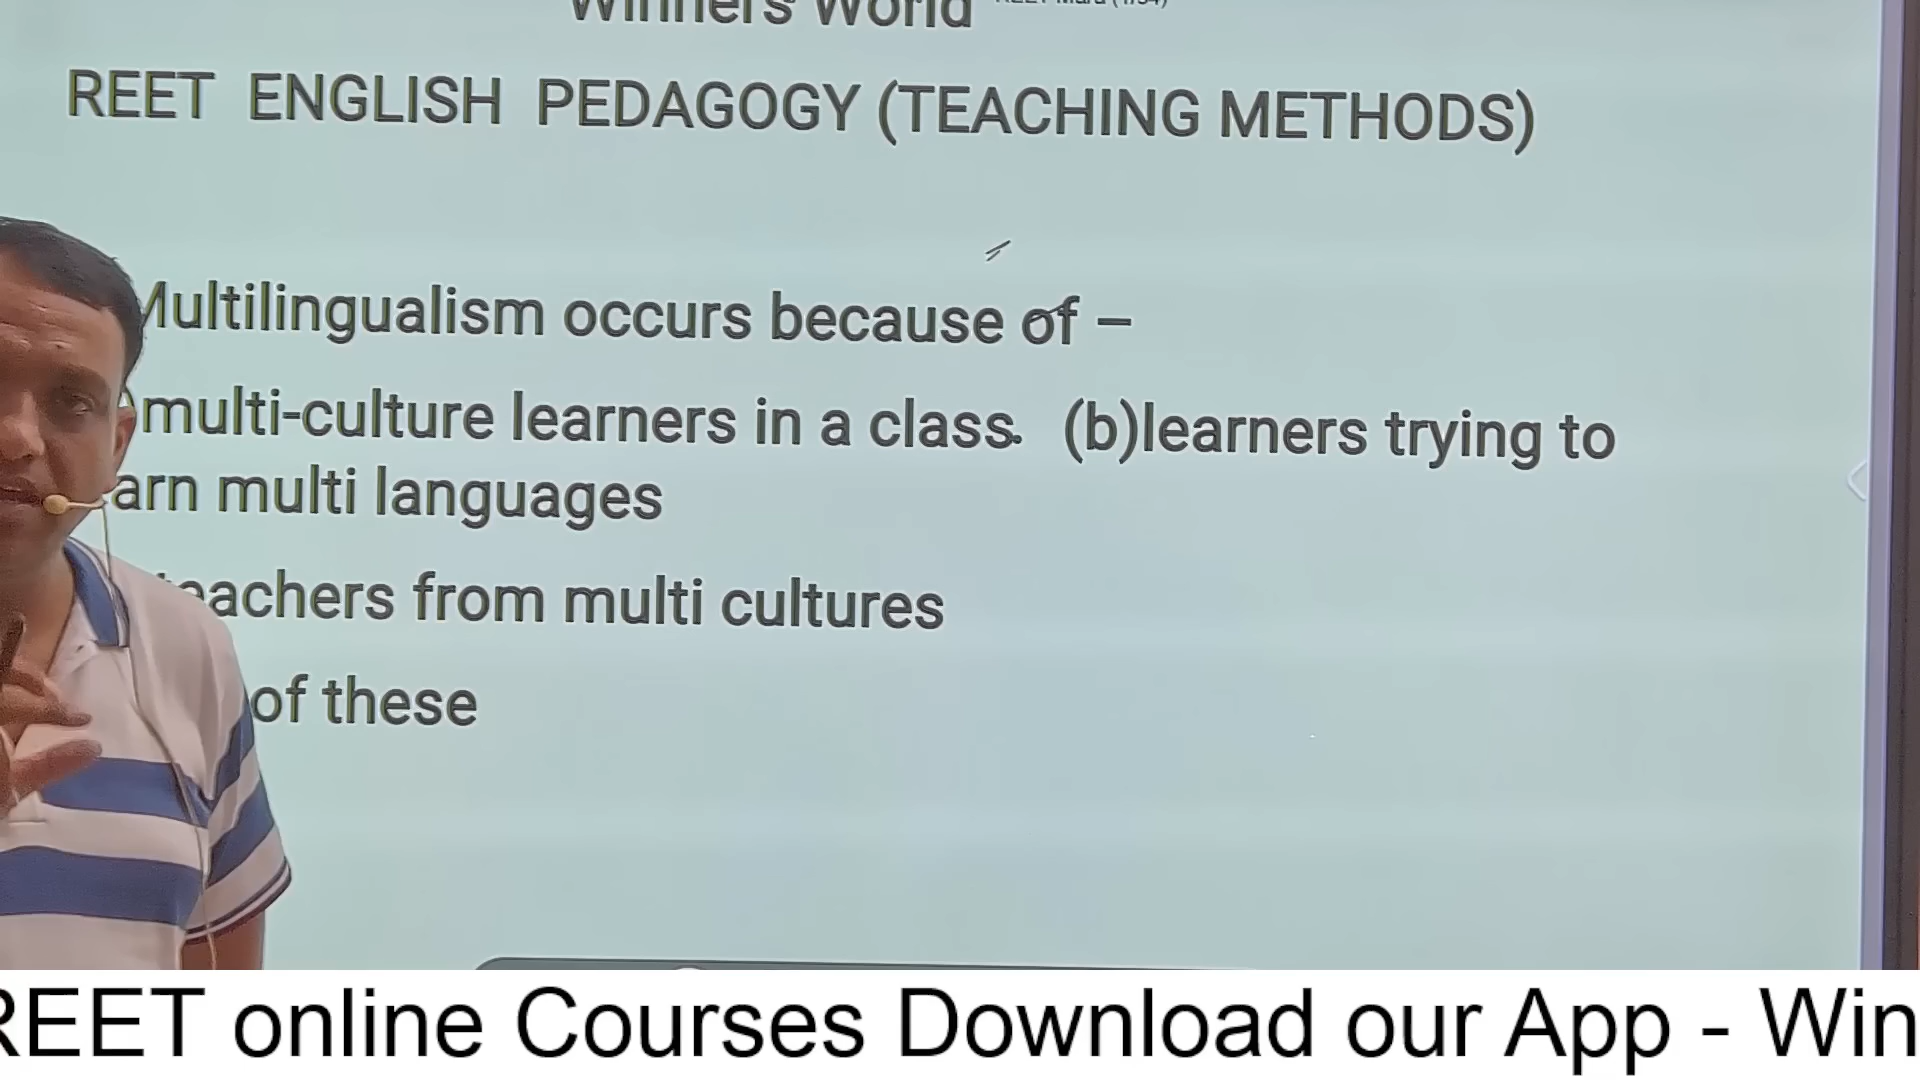 Winners World
REET ENGLISH PEDAGOGY (TEACHING METHODS)
Multilingualism occurs because of –
multi-culture learners in a class. (b)learners trying to
arn multi languages
teachers from multi cultures
of these
REET online Courses Download our App - Win